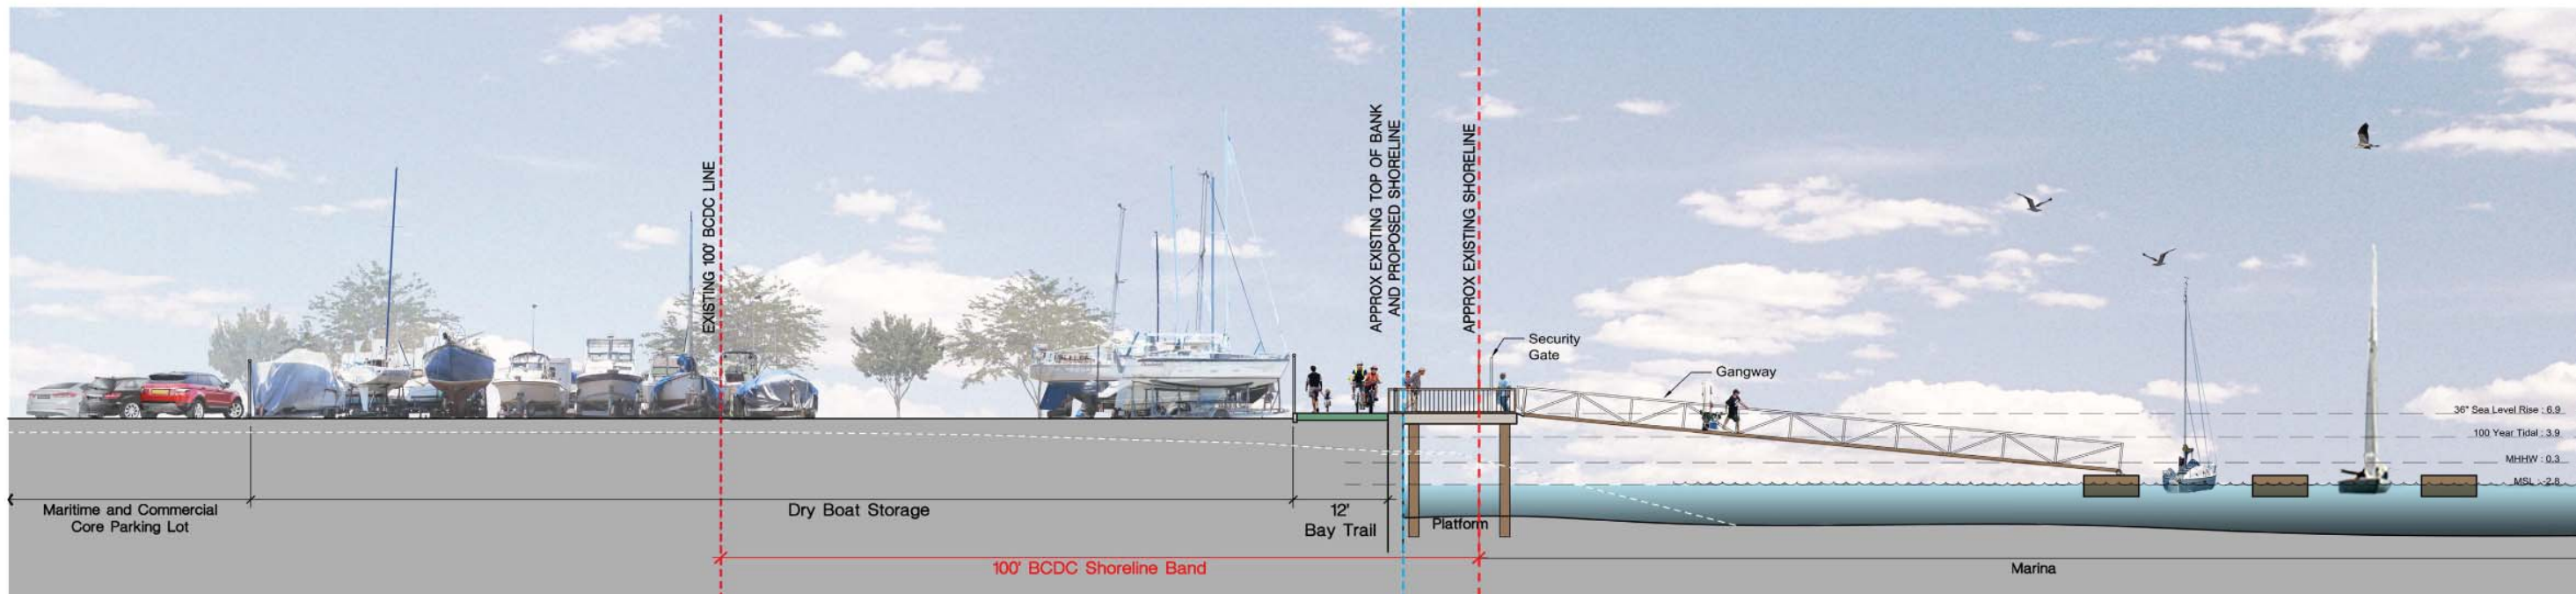 EXISTING 100' BCDC LINE
APPROX EXISTING TOP OF BANK
AND PROPOSED SHORELINE
APPROX EXISTING SHORELINE
Security
Gate
Gangway
36" Sea Level Rise : 6.9
100 Year Tidal : 3.9
MHHW : 0.3
MSL : -2.8
Maritime and Commercial
Core Parking Lot
Dry Boat Storage
12'
Bay Trail
Platform
100' BCDC Shoreline Band
Marina